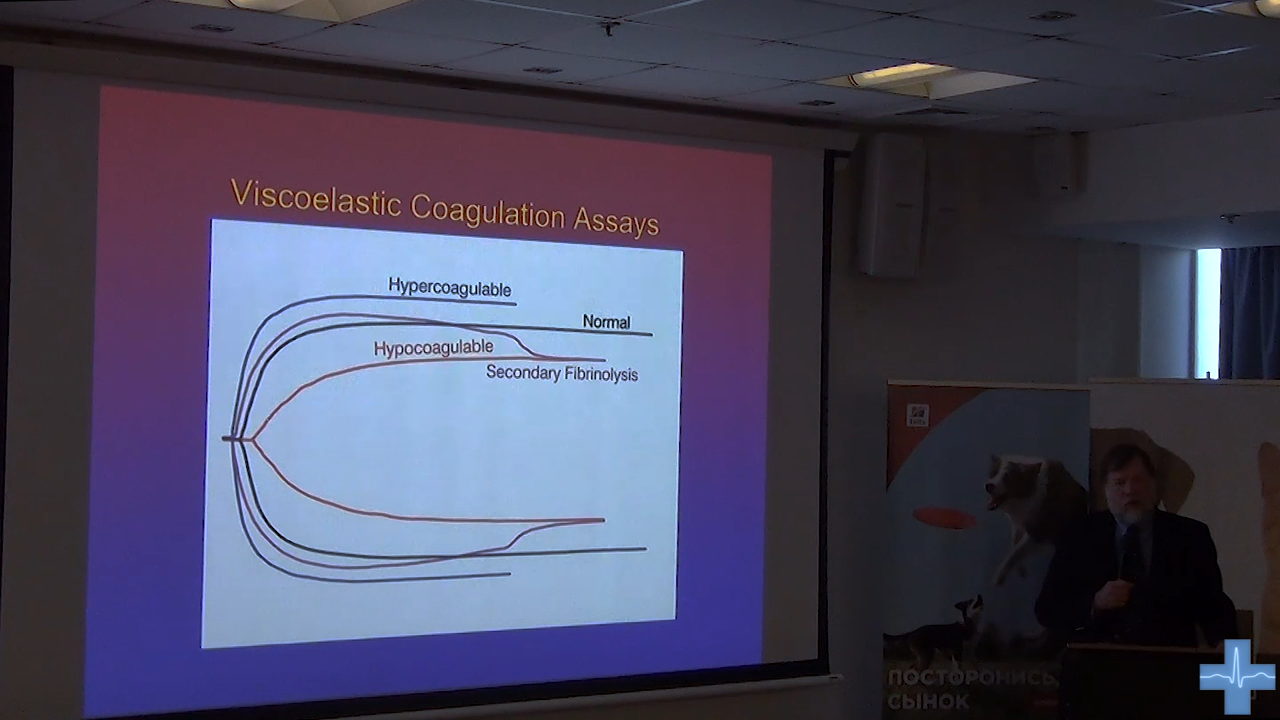 Viscoelastic Coagulation Assays
Hypercoagulable
Normal
Hypocoagulable
Secondary Fibrinolysis
ПОСТОРОНИСЬ,
СЫНОК